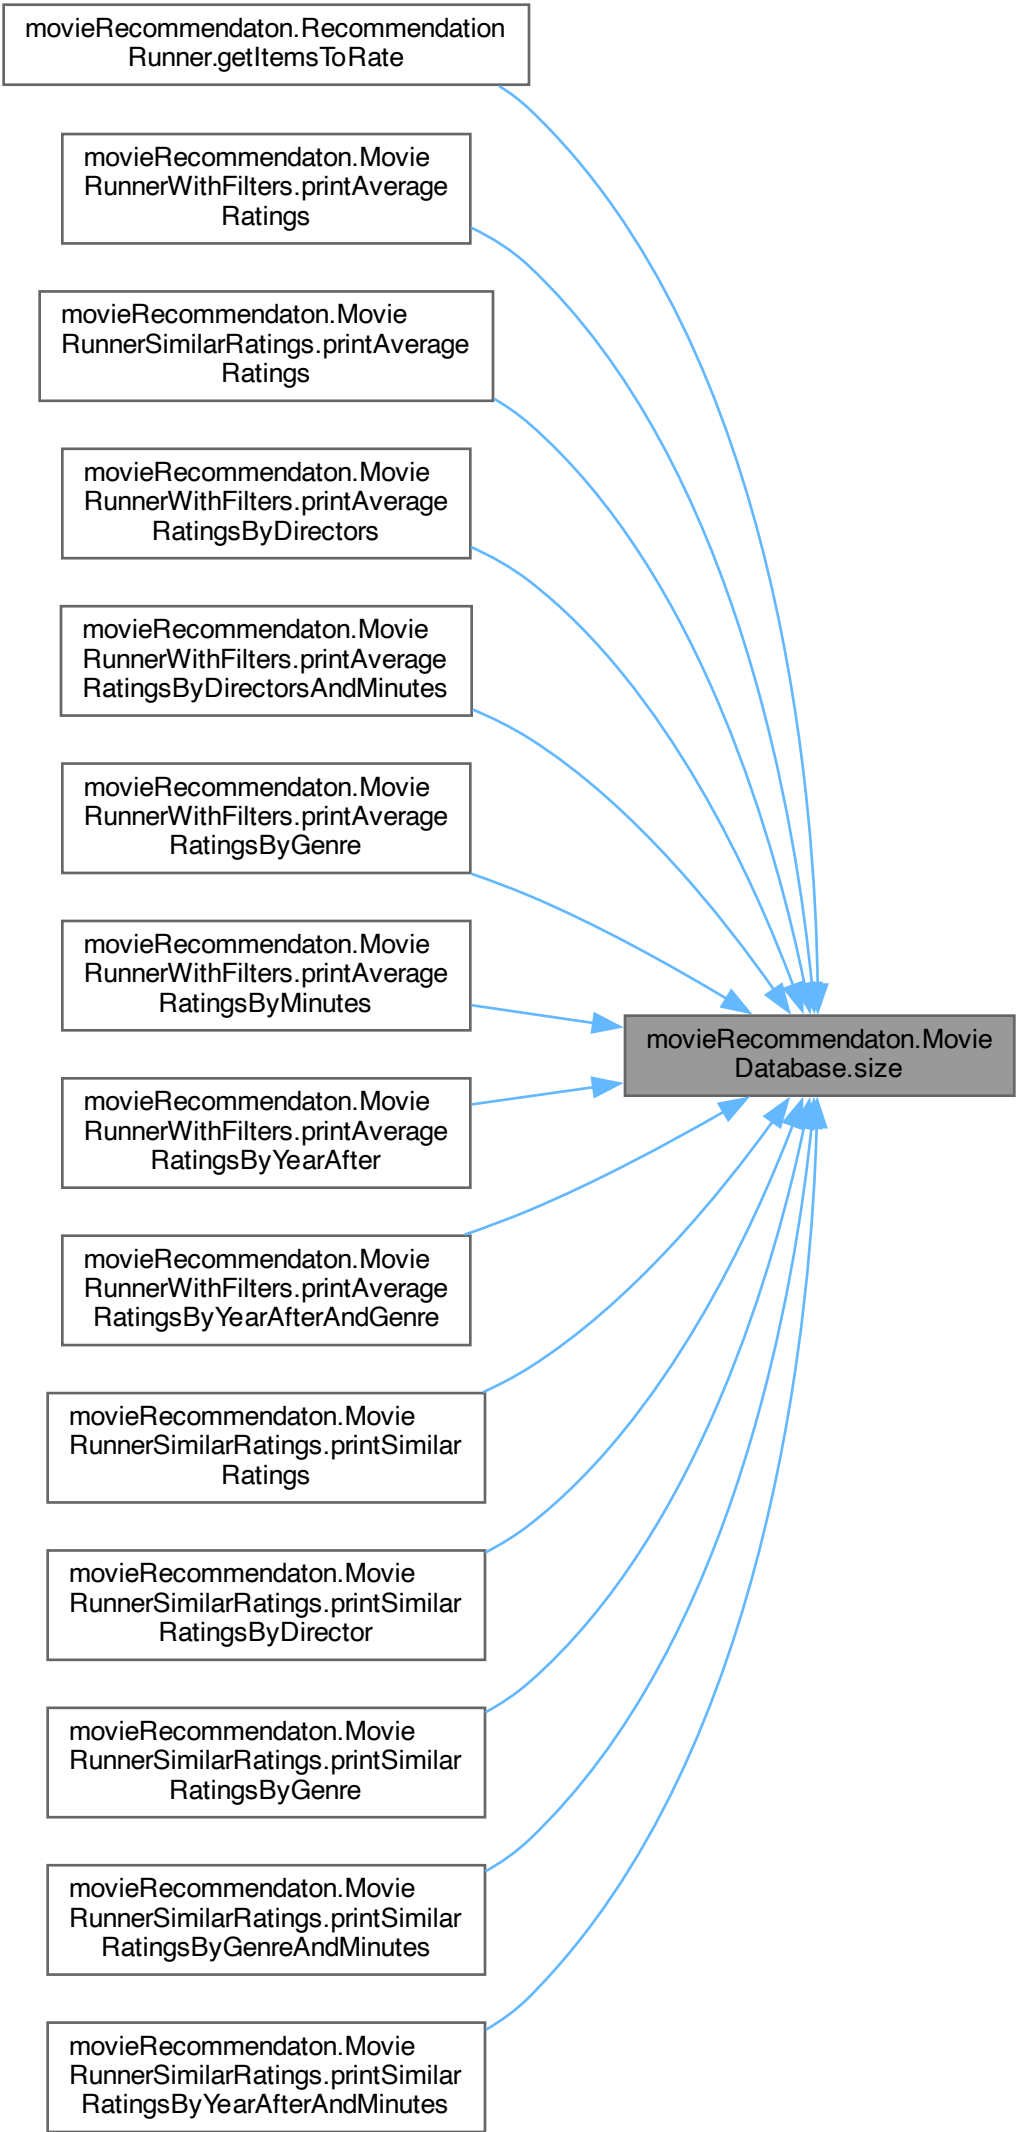 movieRecommendaton.Recommendation
Runner.getItemsToRate
movieRecommendaton.Movie
RunnerWithFilters.printAverage
Ratings
movieRecommendaton.Movie
RunnerSimilarRatings.printAverage
Ratings
movieRecommendaton.Movie
RunnerWithFilters.printAverage
RatingsByDirectors
movieRecommendaton.Movie
RunnerWithFilters.printAverage
RatingsByDirectorsAndMinutes
movieRecommendaton.Movie
RunnerWithFilters.printAverage
RatingsByGenre
movieRecommendaton.Movie
RunnerWithFilters.printAverage
RatingsByMinutes
movieRecommendaton.Movie
Database.size
movieRecommendaton.Movie
RunnerWithFilters.printAverage
RatingsByYearAfter
movieRecommendaton.Movie
RunnerWithFilters.printAverage
RatingsByYearAfterAndGenre
movieRecommendaton.Movie
RunnerSimilarRatings.printSimilar
Ratings
movieRecommendaton.Movie
RunnerSimilarRatings.printSimilar
RatingsByDirector
movieRecommendaton.Movie
RunnerSimilarRatings.printSimilar
RatingsByGenre
movieRecommendaton.Movie
RunnerSimilarRatings.printSimilar
RatingsByGenreAndMinutes
movieRecommendaton.Movie
RunnerSimilarRatings.printSimilar
RatingsByYearAfterAndMinutes